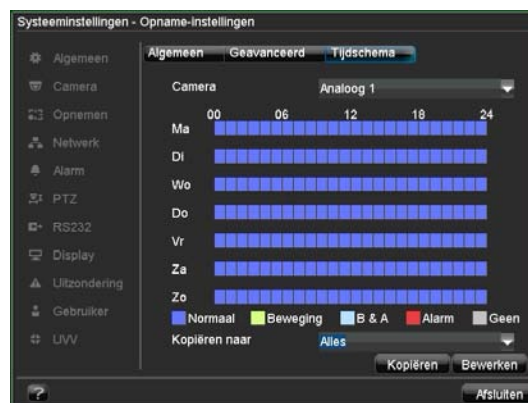 Systeeminstellingen - Opname-instellingen
Algemeen
Camera
Opnemen
Netwerk
Alarm
PTZ
RS232
Display
Uitzondering
Gebruiker
UVV
Algemeen Geavanceerd Tijdschema
Camera Analoog 1
00 06 12 18 24
Ma
Di
Wo
Do
Vr
Za
Zo
Normaal Beweging B & A Alarm Geen
Kopiëren naar Alles
Kopiëren Bewerken
? Afsluiten